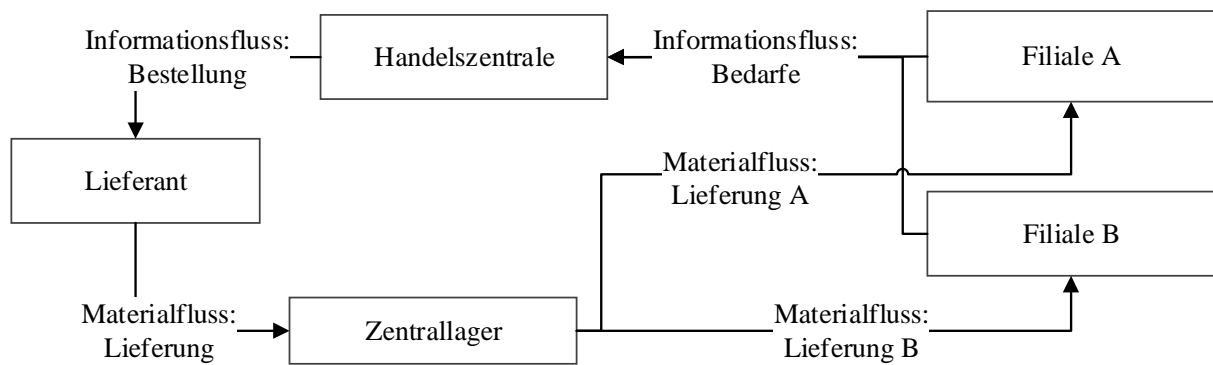 Informationsfluss:
Bestellung
Handelszentrale
Informationsfluss:
Bedarfe
Filiale A
Lieferant
Materialfluss:
Lieferung A
Filiale B
Materialfluss:
Lieferung
Zentrallager
Materialfluss:
Lieferung B